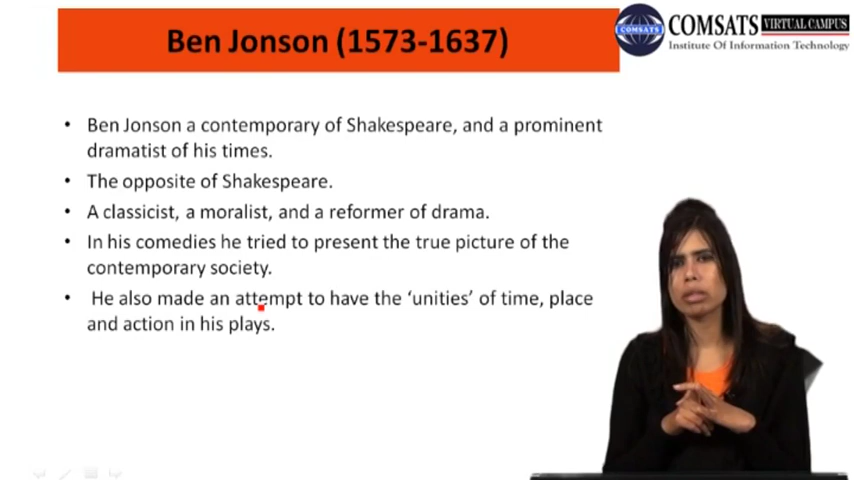 Ben Jonson (1573-1637)
COMSATS
COMSATS VIRTUAL CAMPUS
Institute Of Information Technology
• Ben Jonson a contemporary of Shakespeare, and a prominent
dramatist of his times.
• The opposite of Shakespeare.
• A classicist, a moralist, and a reformer of drama.
• In his comedies he tried to present the true picture of the
contemporary society.
• He also made an attempt to have the ‘unities’ of time, place
and action in his plays.